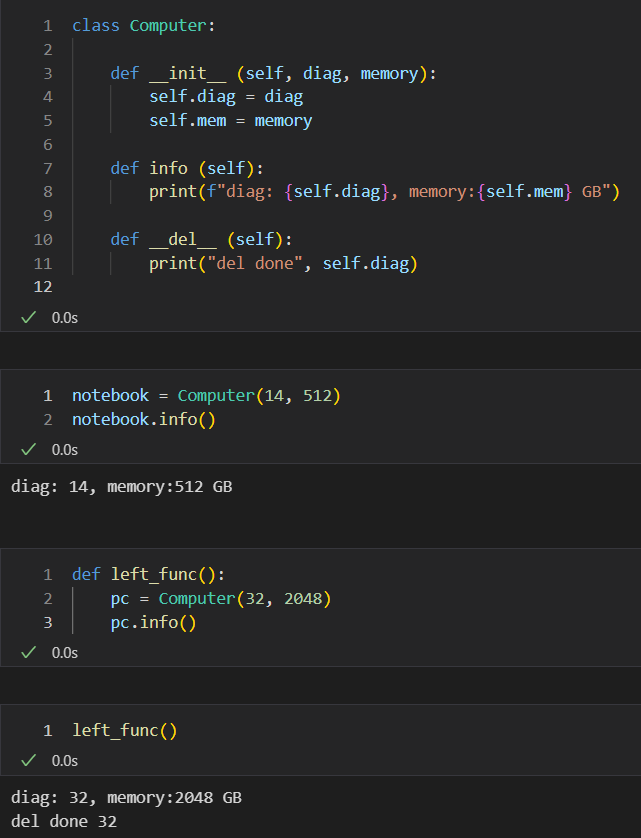 1 class Computer:
2
3     def __init__ (self, diag, memory):
4         self.diag = diag
5         self.mem = memory
6
7     def info (self):
8         print(f"diag: {self.diag}, memory:{self.mem} GB")
9
10     def __del__ (self):
11         print("del done", self.diag)
12
0.0s
1 notebook = Computer(14, 512)
2 notebook.info()
0.0s
diag: 14, memory:512 GB
1 def left_func():
2     pc = Computer(32, 2048)
3     pc.info()
0.0s
1 left_func()
0.0s
diag: 32, memory:2048 GB
del done 32